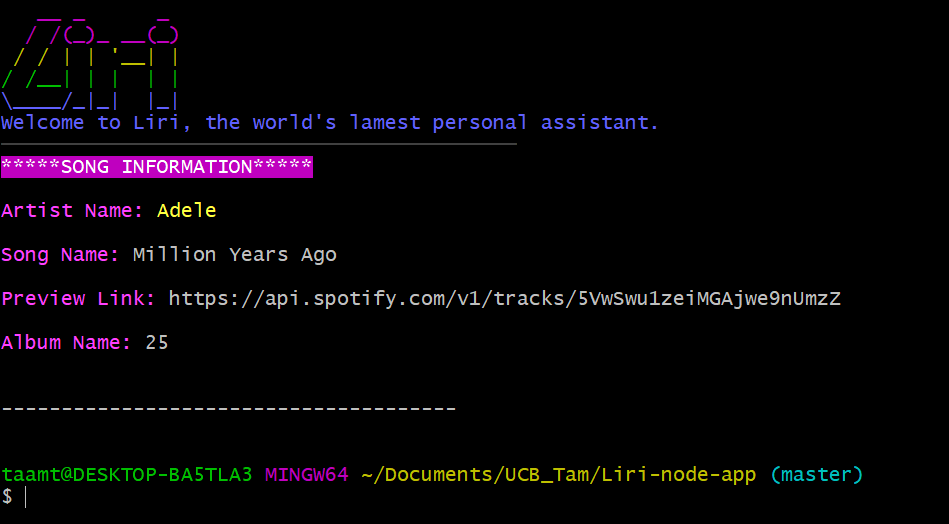 Liri
Welcome to Liri, the world's lamest personal assistant.
*****SONG INFORMATION*****
Artist Name: Adele
Song Name: Million Years Ago
Preview Link: https://api.spotify.com/v1/tracks/5VwSwu1zeiMGAjwe9nUmzZ
Album Name: 25
--------------------------------------
taamt@DESKTOP-BA5TLA3 MINGW64 ~/Documents/UCB_Tam/Liri-node-app (master)
$